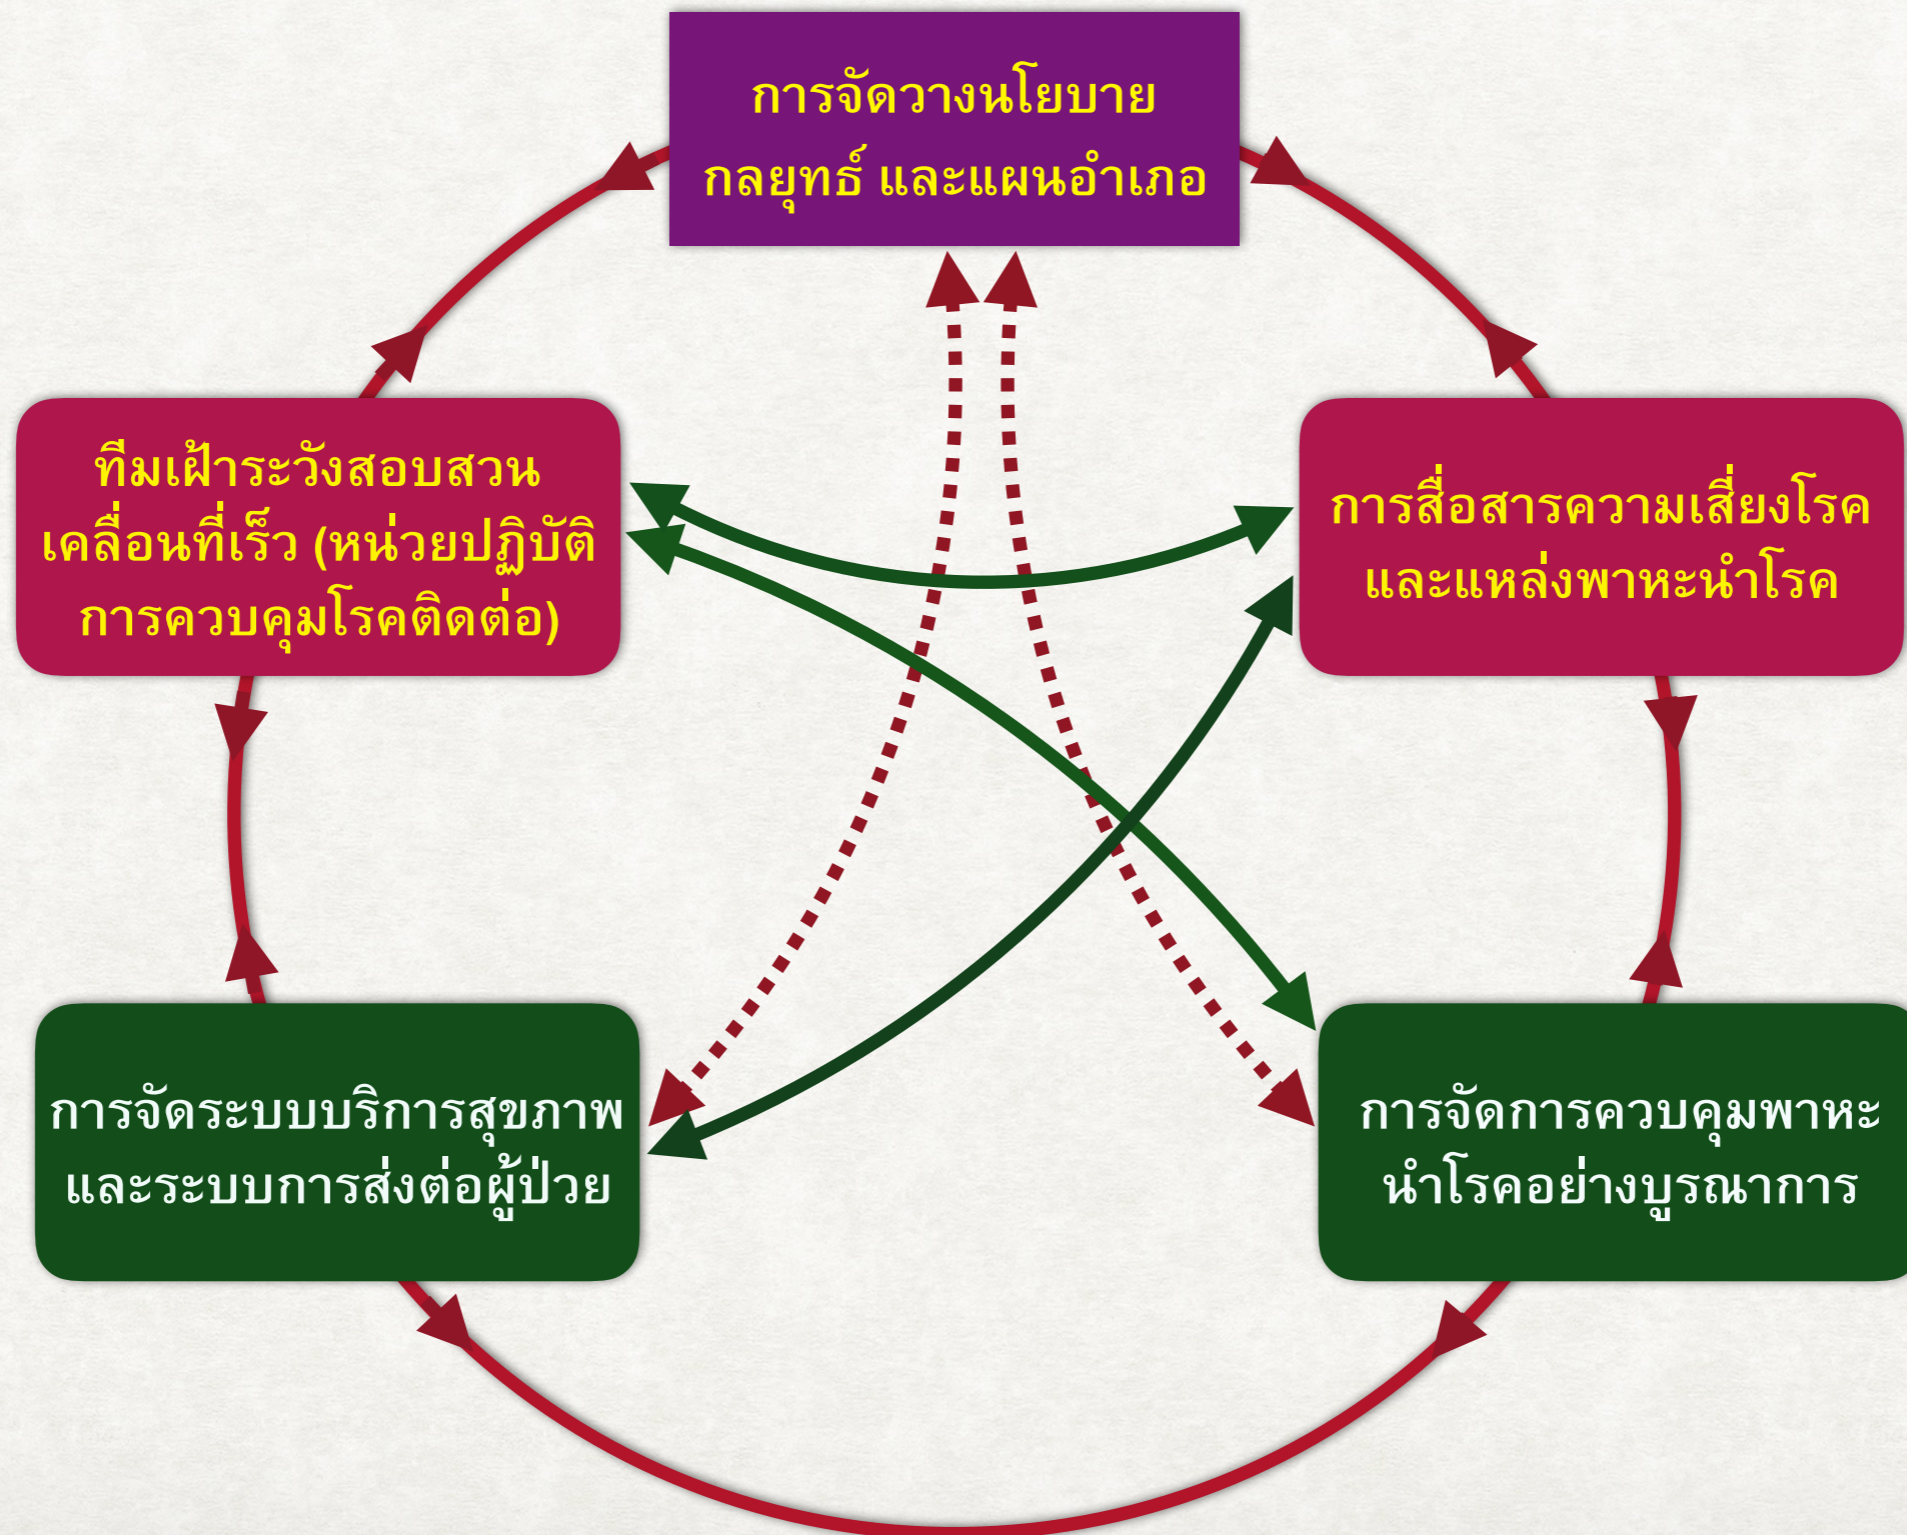 การจัดวางนโยบาย
กลยุทธ์ และแผนอำเภอ
ทีมเฝ้าระวังสอบสวน
เคลื่อนที่เร็ว (หน่วยปฏิบัติ
การควบคุมโรคติดต่อ)
การสื่อสารความเสี่ยงโรค
และแหล่งพาหะนำโรค
การจัดระบบบริการสุขภาพ
และระบบการส่งต่อผู้ป่วย
การจัดการควบคุมพาหะ
นำโรคอย่างบูรณาการ